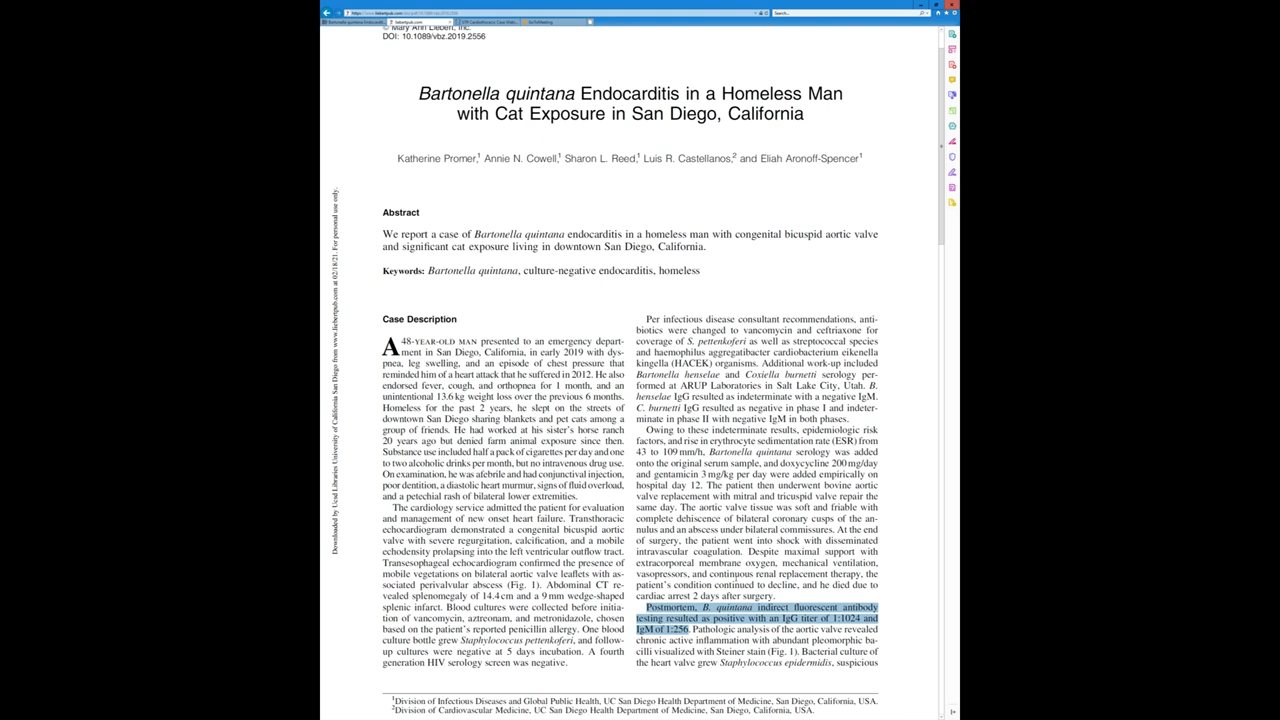 © Mary Ann Liebert, Inc.
DOI: 10.1089/vbz.2019.2556
Bartonella quintana Endocarditis in a Homeless Man
with Cat Exposure in San Diego, California
Katherine Promer,1 Annie N. Cowell,1 Sharon L. Reed,1 Luis R. Castellanos,2 and Eliah Aronoff-Spencer1
Abstract
We report a case of Bartonella quintana endocarditis in a homeless man with congenital bicuspid aortic valve
and significant cat exposure living in downtown San Diego, California.
Keywords: Bartonella quintana, culture-negative endocarditis, homeless
Case Description
A 48-YEAR-OLD MAN presented to an emergency depart-
ment in San Diego, California, in early 2019 with dys-
pnea, leg swelling, and an episode of chest pressure that
reminded him of a heart attack that he suffered in 2012. He also
endorsed fever, cough, and orthopnea for 1 month, and an
unintentional 13.6 kg weight loss over the previous 6 months.
Homeless for the past 2 years, he slept on the streets of
downtown San Diego sharing blankets and pet cats among a
group of friends. He had worked at his sister's horse ranch
20 years ago but denied farm animal exposure since then.
Substance use included half a pack of cigarettes per day and one
to two alcoholic drinks per month, but no intravenous drug use.
On examination, he was afebrile and had conjunctival injection,
poor dentition, a diastolic heart murmur, signs of fluid overload,
and a petechial rash of bilateral lower extremities.
The cardiology service admitted the patient for evaluation
and management of new onset heart failure. Transthoracic
echocardiogram demonstrated a congenital bicuspid aortic
valve with severe regurgitation, calcification, and a mobile
echodensity prolapsing into the left ventricular outflow tract.
Transesophageal echocardiogram confirmed the presence of
mobile vegetations on bilateral aortic valve leaflets with as-
sociated perivalvular abscess (Fig. 1). Abdominal CT re-
vealed splenomegaly of 14.4 cm and a 9 mm wedge-shaped
splenic infarct. Blood cultures were collected before initia-
tion of vancomycin, aztreonam, and metronidazole, chosen
based on the patient's reported penicillin allergy. One blood
culture bottle grew Staphylococcus pettenkoferi, and follow-
up cultures were negative at 5 days incubation. A fourth
generation HIV serology screen was negative.
Per infectious disease consultant recommendations, anti-
biotics were changed to vancomycin and ceftriaxone for
coverage of S. pettenkoferi as well as streptococcal species
and haemophilus aggregatibacter cardiobacterium eikenella
kingella (HACEK) organisms. Additional work-up included
Bartonella henselae and Coxiella burnetti serology per-
formed at ARUP Laboratories in Salt Lake City, Utah. B.
henselae IgG resulted as indeterminate with a negative IgM.
C. burnetti IgG resulted as negative in phase I and indeter-
minate in phase II with negative IgM in both phases.
Owing to these indeterminate results, epidemiologic risk
factors, and rise in erythrocyte sedimentation rate (ESR) from
43 to 109 mm/h, Bartonella quintana serology was added
onto the original serum sample, and doxycycline 200 mg/day
and gentamicin 3 mg/kg per day were added empirically on
hospital day 12. The patient then underwent bovine aortic
valve replacement with mitral and tricuspid valve repair the
same day. The aortic valve tissue was soft and friable with
complete dehiscence of bilateral coronary cusps of the an-
nulus and an abscess under bilateral commissures. At the end
of surgery, the patient went into shock with disseminated
intravascular coagulation. Despite maximal support with
extracorporeal membrane oxygen, mechanical ventilation,
vasopressors, and continuous renal replacement therapy, the
patient's condition continued to decline, and he died due to
cardiac arrest 2 days after surgery.
Postmortem, B. quintana indirect fluorescent antibody
testing resulted as positive with an IgG titer of 1:1024 and
IgM of 1:256. Pathologic analysis of the aortic valve revealed
chronic active inflammation with abundant pleomorphic ba-
cilli visualized with Steiner stain (Fig. 1). Bacterial culture of
the heart valve grew Staphylococcus epidermidis, suspicious
1Division of Infectious Diseases and Global Public Health, UC San Diego Health Department of Medicine, San Diego, California, USA.
2Division of Cardiovascular Medicine, UC San Diego Health Department of Medicine, San Diego, California, USA.
Downloaded by Ucsd Libraries University of California San Diego from www.liebertpub.com at 02/18/21. For personal use only.